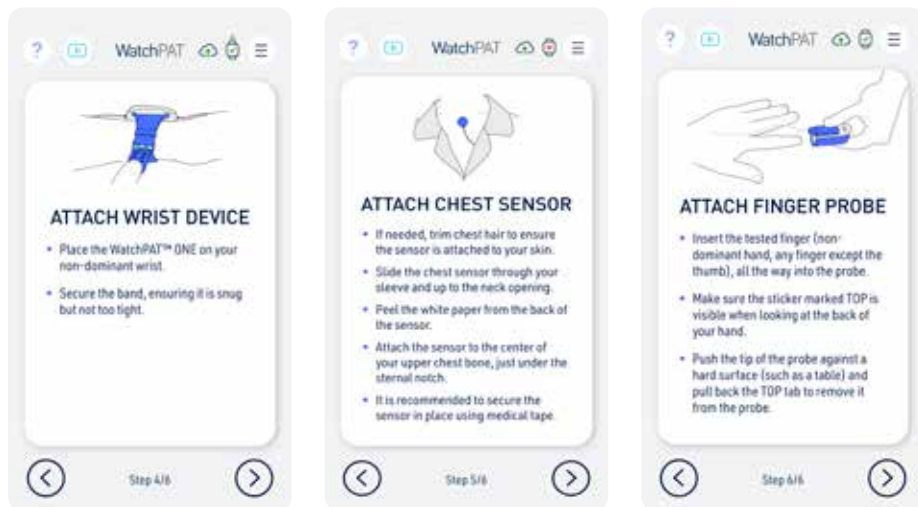 ? WatchPAT
ATTACH WRIST DEVICE
• Place the WatchPAT™ ONE on your
non-dominant wrist.
• Secure the band, ensuring it is snug
but not too tight.
Step 4/6
? WatchPAT
ATTACH CHEST SENSOR
• If needed, trim chest hair to ensure
the sensor is attached to your skin.
• Slide the chest sensor through your
sleeve and up to the neck opening.
• Peel the white paper from the back of
the sensor.
• Attach the sensor to the center of
your upper chest bone, just under the
sternal notch.
• It is recommended to secure the
sensor in place using medical tape.
Step 5/6
? WatchPAT
ATTACH FINGER PROBE
• Insert the tested finger (non-
dominant hand, any finger except the
thumb), all the way into the probe.
• Make sure the sticker marked TOP is
visible when looking at the back of
your hand.
• Push the tip of the probe against a
hard surface (such as a table) and
pull back the TOP tab to remove it
from the probe.
Step 6/6